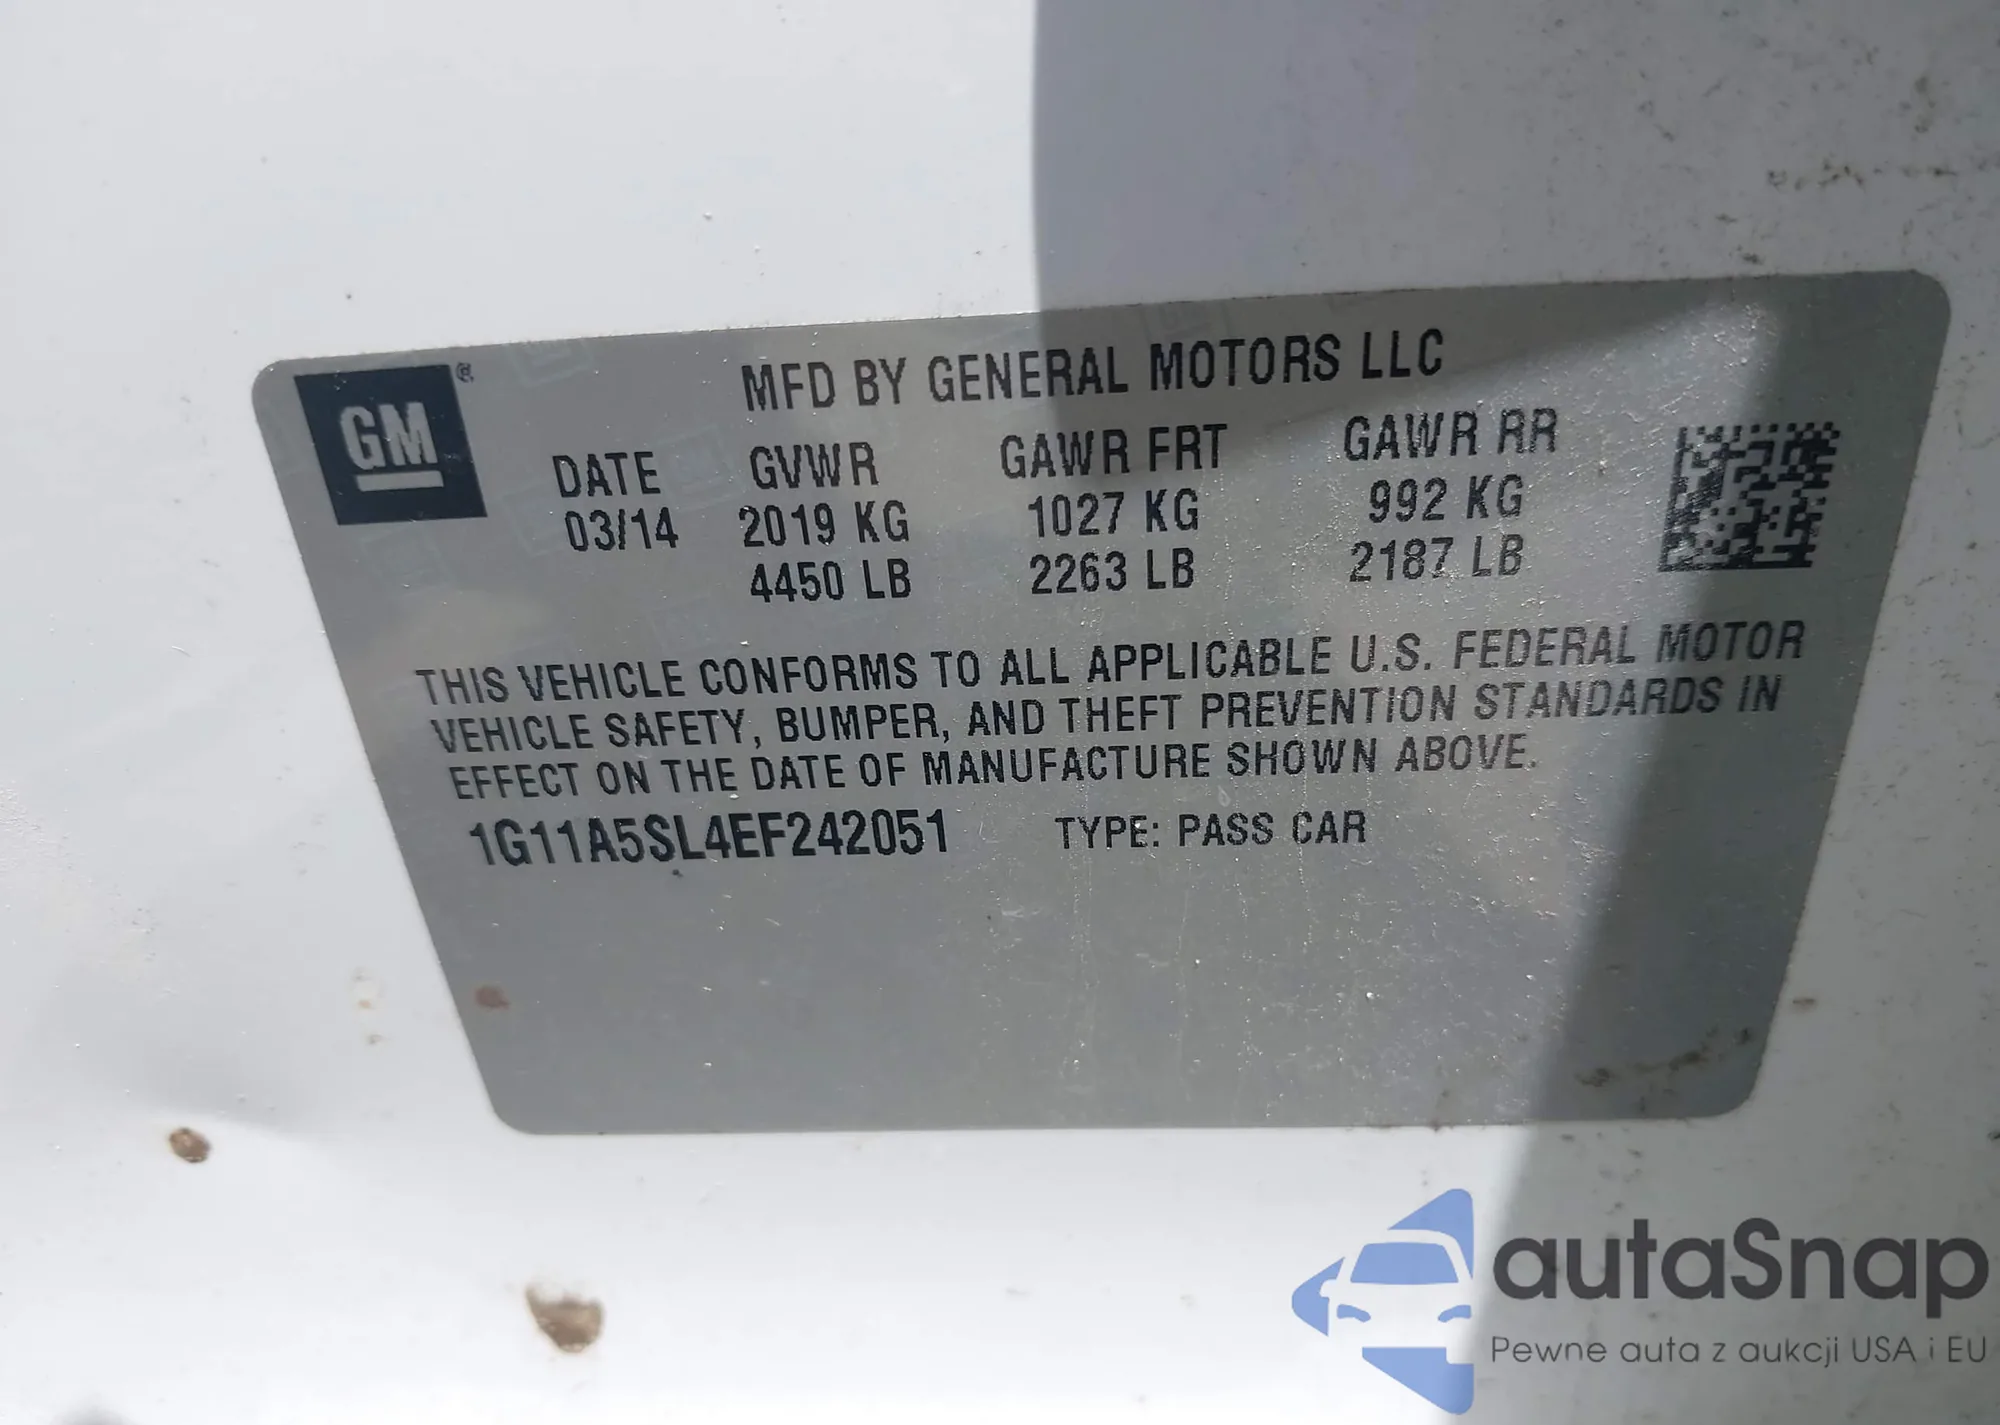 GM
MFD BY GENERAL MOTORS LLC
DATE GVWR GAWR FRT GAWR RR
03/14 2019 KG 1027 KG 992 KG
4450 LB 2263 LB 2187 LB
THIS VEHICLE CONFORMS TO ALL APPLICABLE U.S. FEDERAL MOTOR
VEHICLE SAFETY, BUMPER, AND THEFT PREVENTION STANDARDS IN
EFFECT ON THE DATE OF MANUFACTURE SHOWN ABOVE.
1G11A5SL4EF242051 TYPE: PASS CAR
autaSnap
Pewne auta z aukcji USA i EU